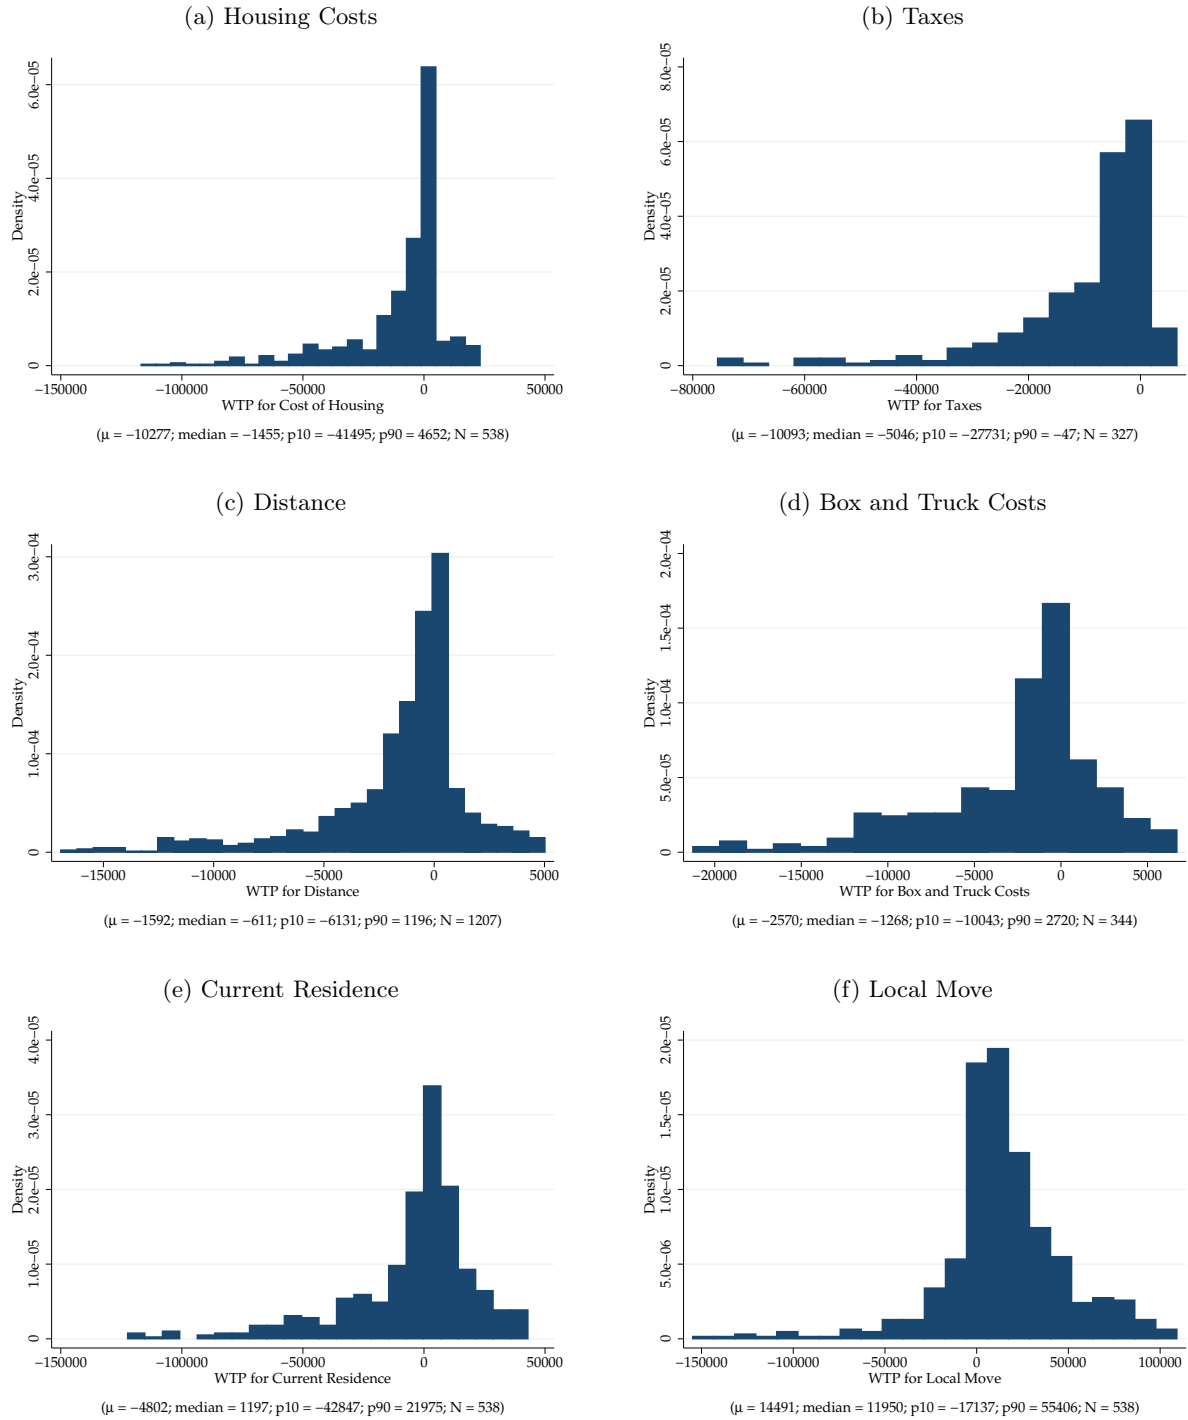 (a) Housing Costs
Density
6.0e−05
4.0e−05
2.0e−05
0
−150000 −100000 −50000 0 50000
WTP for Cost of Housing
(μ = −10277; median = −1455; p10 = −41495; p90 = 4652; N = 538)
(b) Taxes
Density
8.0e−05
6.0e−05
4.0e−05
2.0e−05
0
−80000 −60000 −40000 −20000 0
WTP for Taxes
(μ = −10093; median = −5046; p10 = −27731; p90 = −47; N = 327)
(c) Distance
Density
3.0e−04
2.0e−04
1.0e−04
0
−15000 −10000 −5000 0 5000
WTP for Distance
(μ = −1592; median = −611; p10 = −6131; p90 = 1196; N = 1207)
(d) Box and Truck Costs
Density
2.0e−04
1.5e−04
1.0e−04
5.0e−05
0
−20000 −15000 −10000 −5000 0 5000
WTP for Box and Truck Costs
(μ = −2570; median = −1268; p10 = −10043; p90 = 2720; N = 344)
(e) Current Residence
Density
4.0e−05
3.0e−05
2.0e−05
1.0e−05
0
−150000 −100000 −50000 0 50000
WTP for Current Residence
(μ = −4802; median = 1197; p10 = −42847; p90 = 21975; N = 538)
(f) Local Move
Density
2.0e−05
1.5e−05
1.0e−05
5.0e−06
0
−150000 −100000 −50000 0 50000 100000
WTP for Local Move
(μ = 14491; median = 11950; p10 = −17137; p90 = 55406; N = 538)